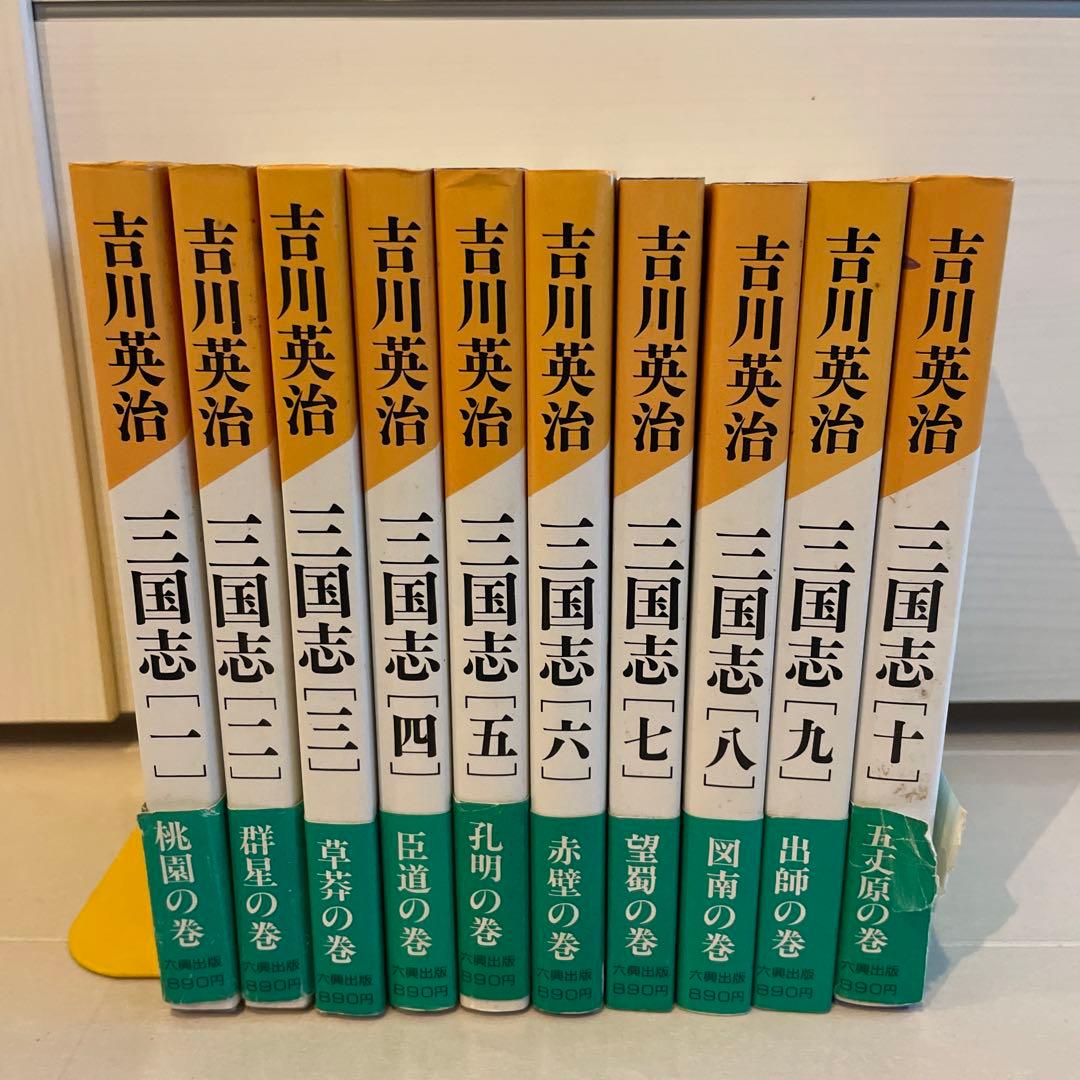 吉川英治
三国志[一]
桃園の巻
六興出版
890円
吉川英治
三国志[二]
群星の巻
六興出版
890円
吉川英治
三国志[三]
草莽の巻
六興出版
890円
吉川英治
三国志[四]
臣道の巻
六興出版
890円
吉川英治
三国志[五]
孔明の巻
六興出版
890円
吉川英治
三国志[六]
赤壁の巻
六興出版
890円
吉川英治
三国志[七]
望蜀の巻
六興出版
890円
吉川英治
三国志[八]
図南の巻
六興出版
890円
吉川英治
三国志[九]
出師の巻
六興出版
890円
吉川英治
三国志[十]
五丈原の巻
六興出版
890円